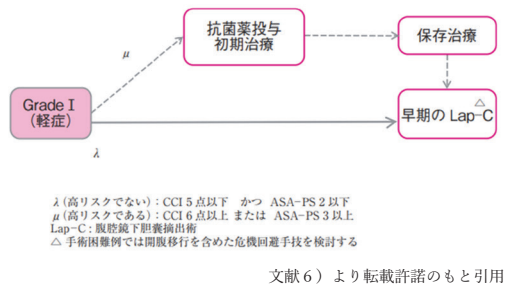 抗菌薬投与
初期治療
保存治療
μ
Grade Ⅰ
（軽症）
△
早期の Lap-C
λ
λ（高リスクでない）：CCI 5 点以下　かつ　ASA-PS 2 以下
μ（高リスクである）：CCI 6 点以上 または ASA-PS 3 以上
Lap-C：腹腔鏡下胆嚢摘出術
△ 手術困難例では開腹移行を含めた危機回避手技を検討する
文献６）より転載許諾のもと引用